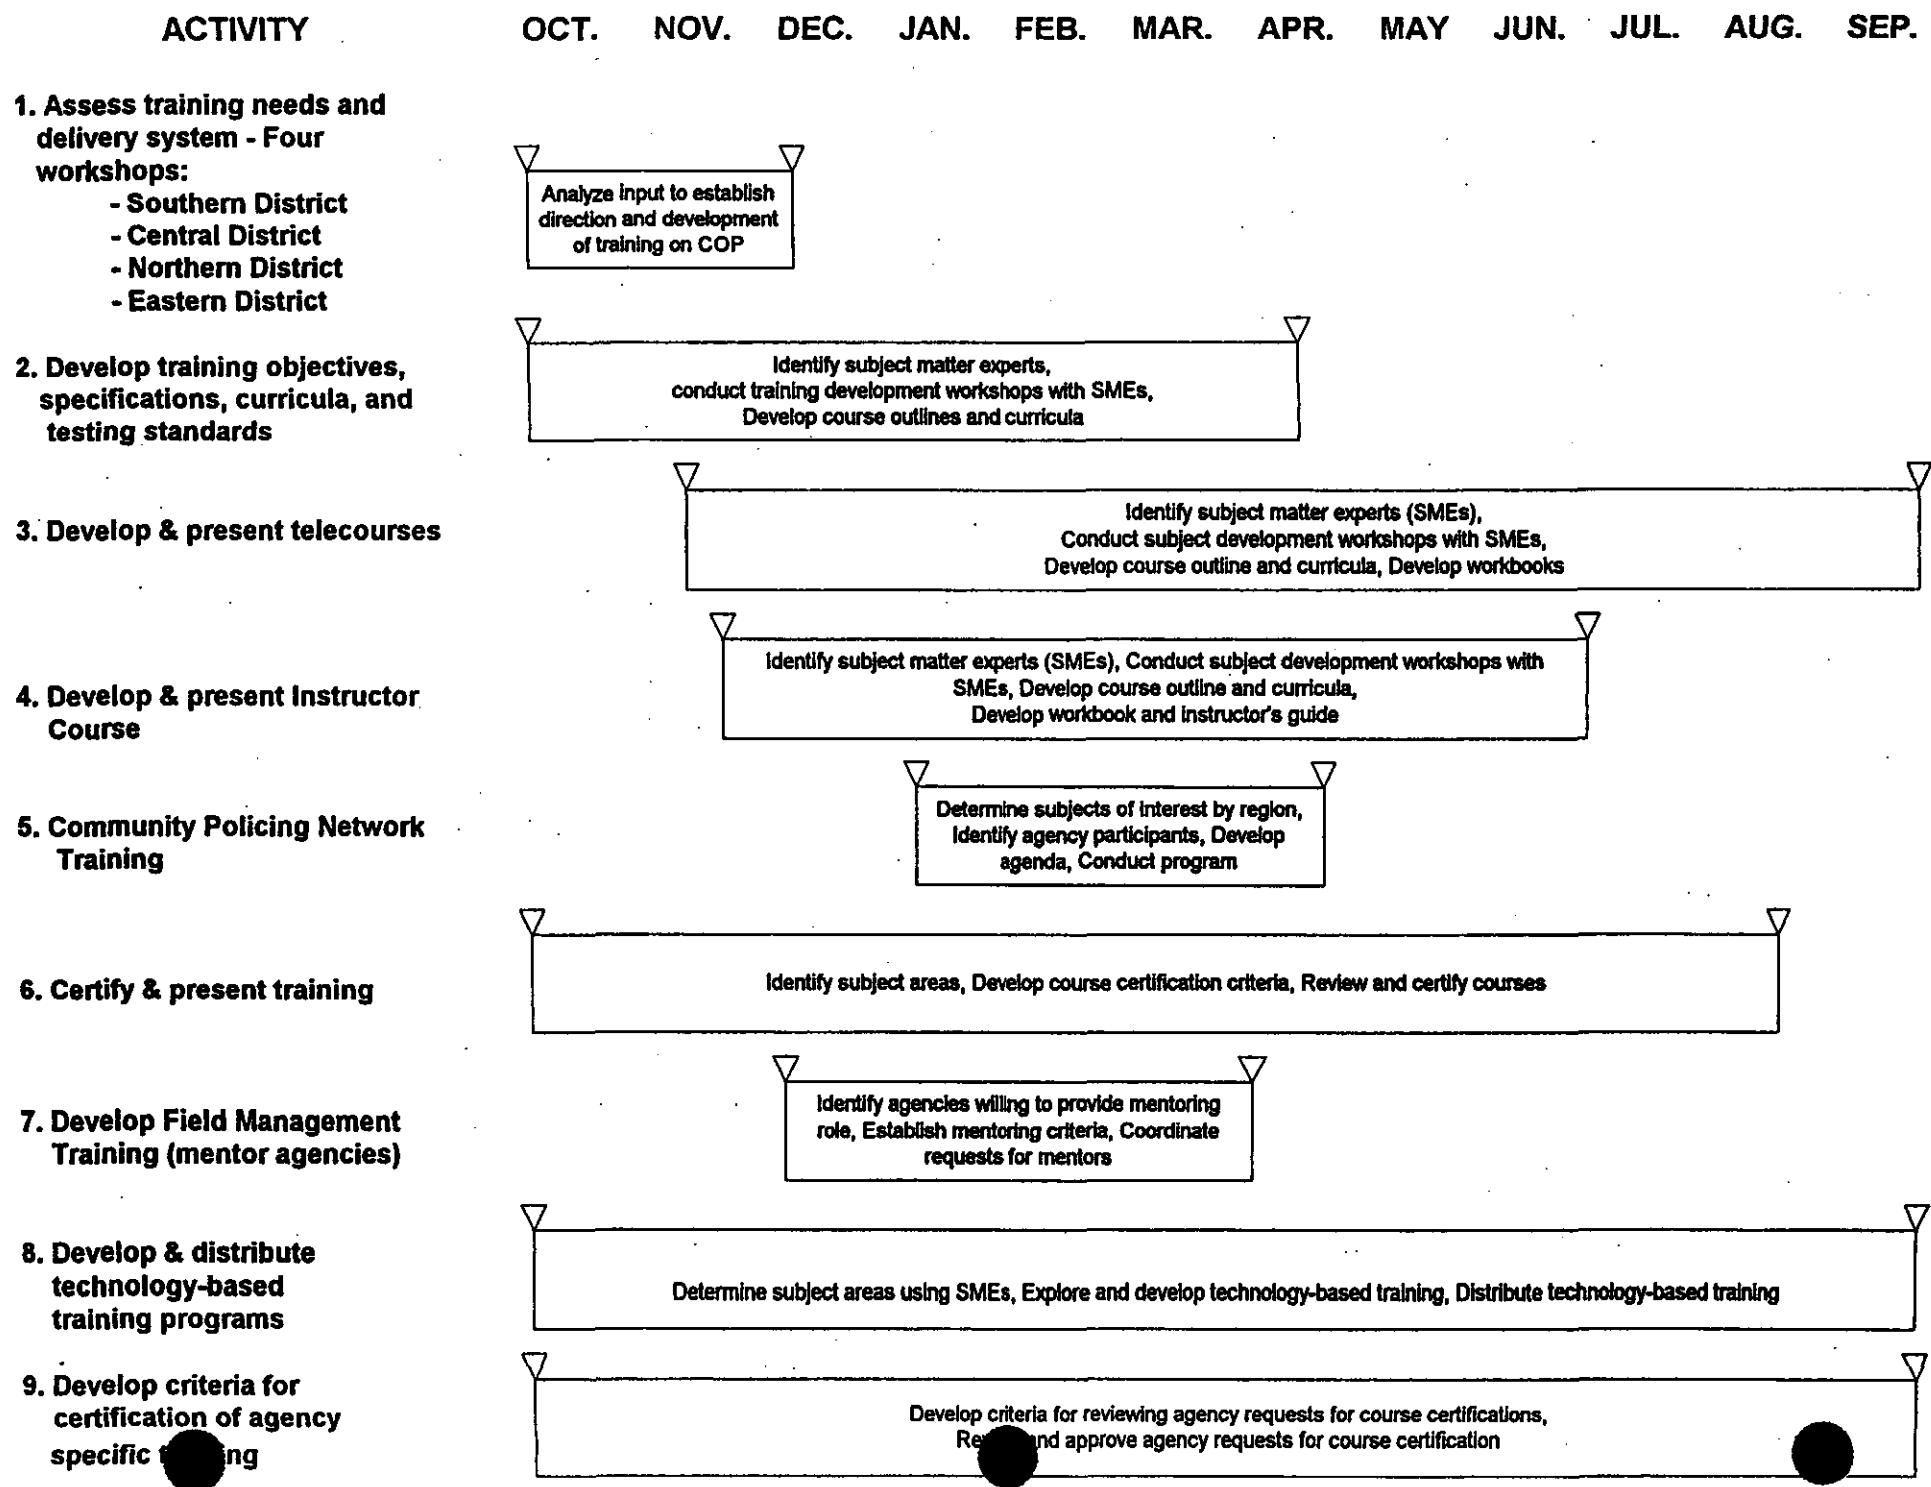 ACTIVITY OCT. NOV. DEC. JAN. FEB. MAR. APR. MAY JUN. JUL. AUG. SEP.
1. Assess training needs and
delivery system - Four
workshops:
- Southern District
- Central District
- Northern District
- Eastern District
Analyze input to establish
direction and development
of training on COP
2. Develop training objectives,
specifications, curricula, and
testing standards
Identify subject matter experts,
conduct training development workshops with SMEs,
Develop course outlines and curricula
3. Develop & present telecourses
Identify subject matter experts (SMEs),
Conduct subject development workshops with SMEs,
Develop course outline and curricula, Develop workbooks
4. Develop & present Instructor
Course
Identify subject matter experts (SMEs), Conduct subject development workshops with
SMEs, Develop course outline and curricula,
Develop workbook and instructor's guide
5. Community Policing Network
Training
Determine subjects of interest by region,
Identify agency participants, Develop
agenda, Conduct program
6. Certify & present training
Identify subject areas, Develop course certification criteria, Review and certify courses
7. Develop Field Management
Training (mentor agencies)
Identify agencies willing to provide mentoring
role, Establish mentoring criteria, Coordinate
requests for mentors
8. Develop & distribute
technology-based
training programs
Determine subject areas using SMEs, Explore and develop technology-based training, Distribute technology-based training
9. Develop criteria for
certification of agency
specific
Develop criteria for reviewing agency requests for course certifications,
and approve agency requests for course certification